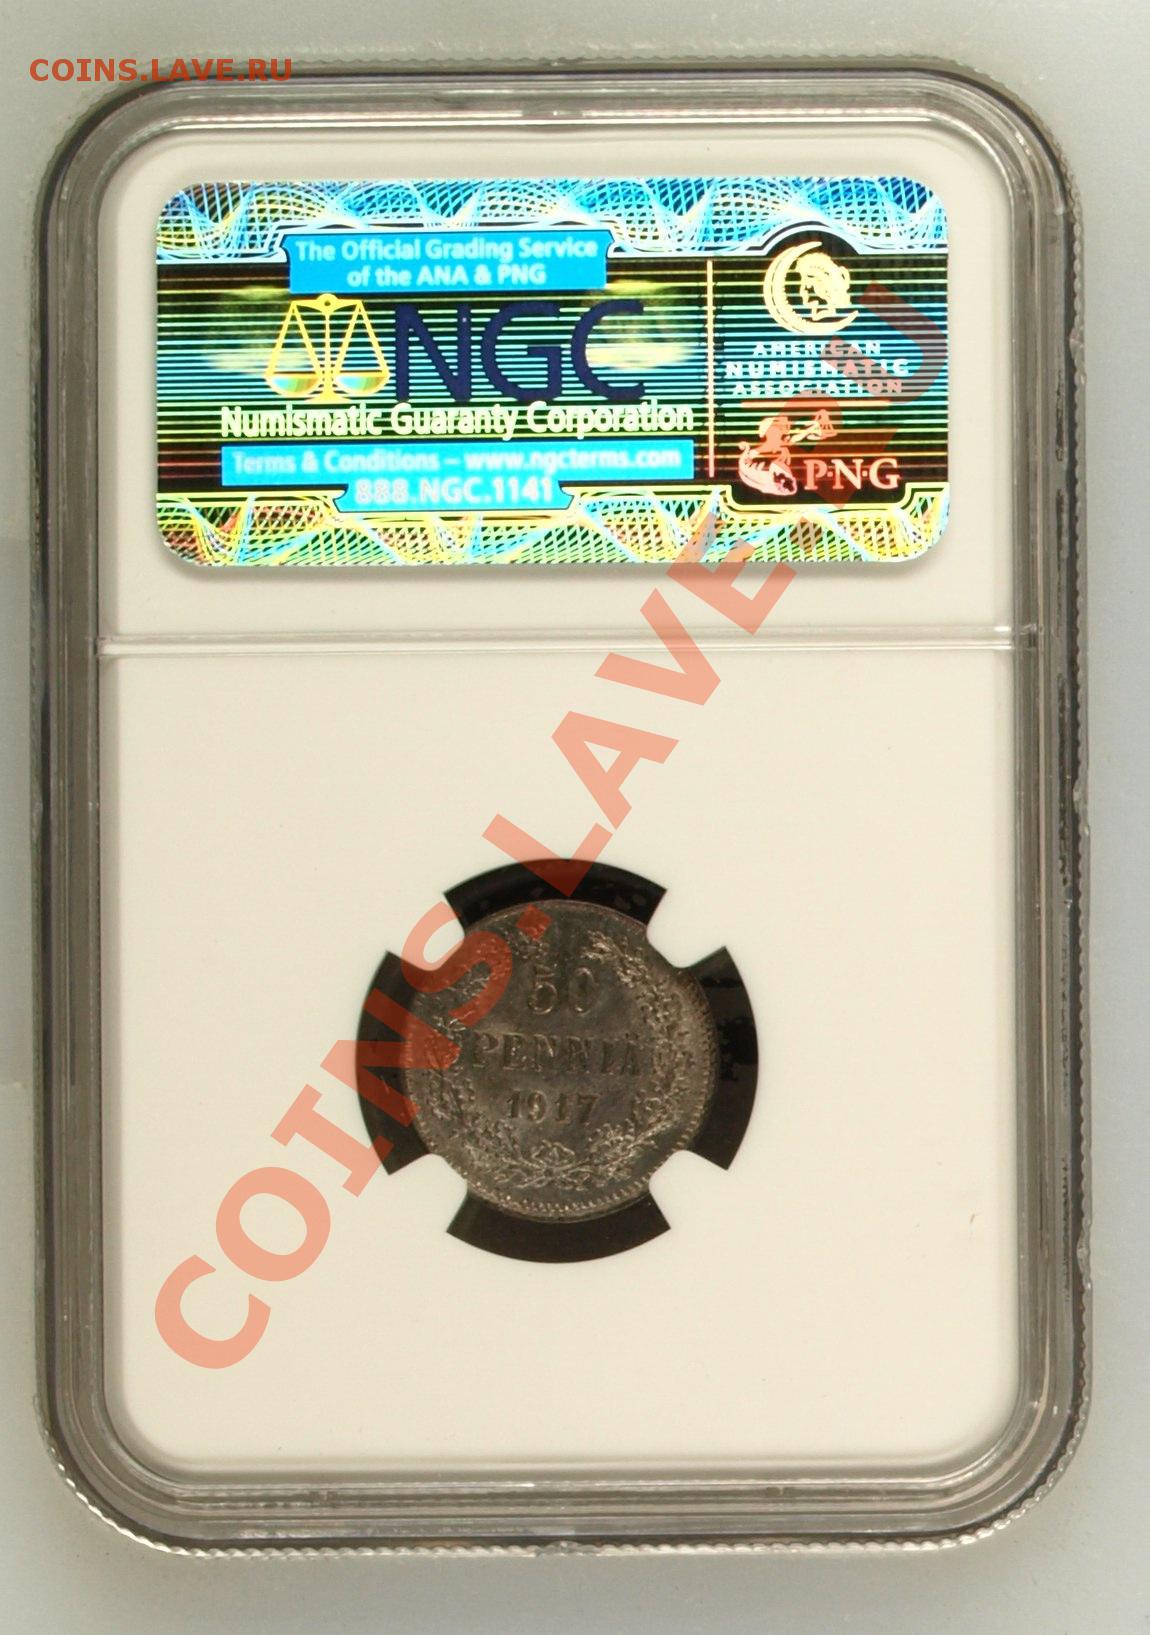 COINS.LAVE.RU
The Official Grading Service
of the ANA & PNG
NGC
Numismatic Guaranty Corporation
Terms & Conditions – www.ngcterms.com
888.NGC.1141
AMERICAN
NUMISMATIC
ASSOCIATION
P·N·G
COINS.LAVE.RU
50
PENNIÄ
1917